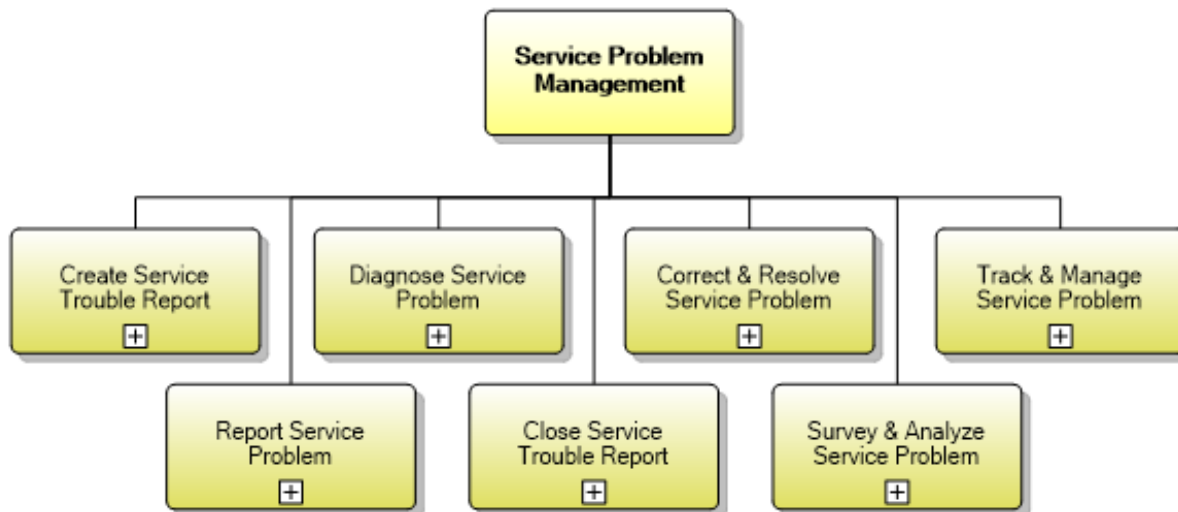 Service Problem
Management
Create Service
Trouble Report
Diagnose Service
Problem
Correct & Resolve
Service Problem
Track & Manage
Service Problem
Report Service
Problem
Close Service
Trouble Report
Survey & Analyze
Service Problem